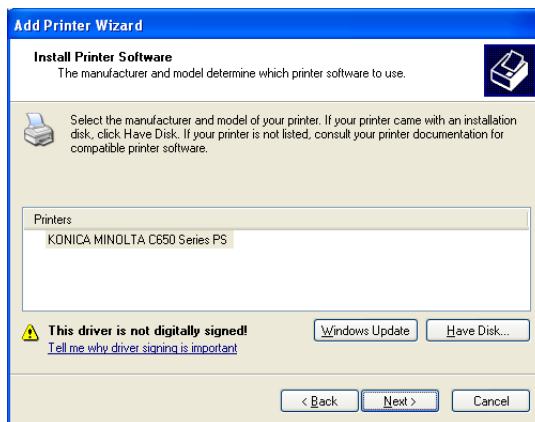 Add Printer Wizard
Install Printer Software
The manufacturer and model determine which printer software to use.
Select the manufacturer and model of your printer. If your printer came with an installation
disk, click Have Disk. If your printer is not listed, consult your printer documentation for
compatible printer software.
Printers
KONICA MINOLTA C650 Series PS
This driver is not digitally signed!
Tell me why driver signing is important
Windows Update
Have Disk...
< Back
Next >
Cancel